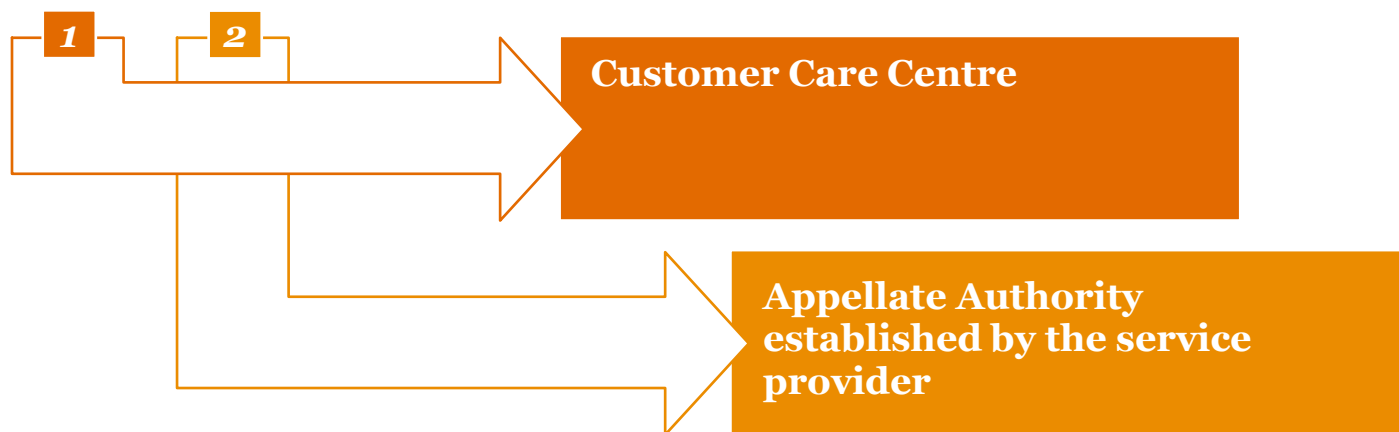 1
2
Customer Care Centre
Appellate Authority
established by the service
provider